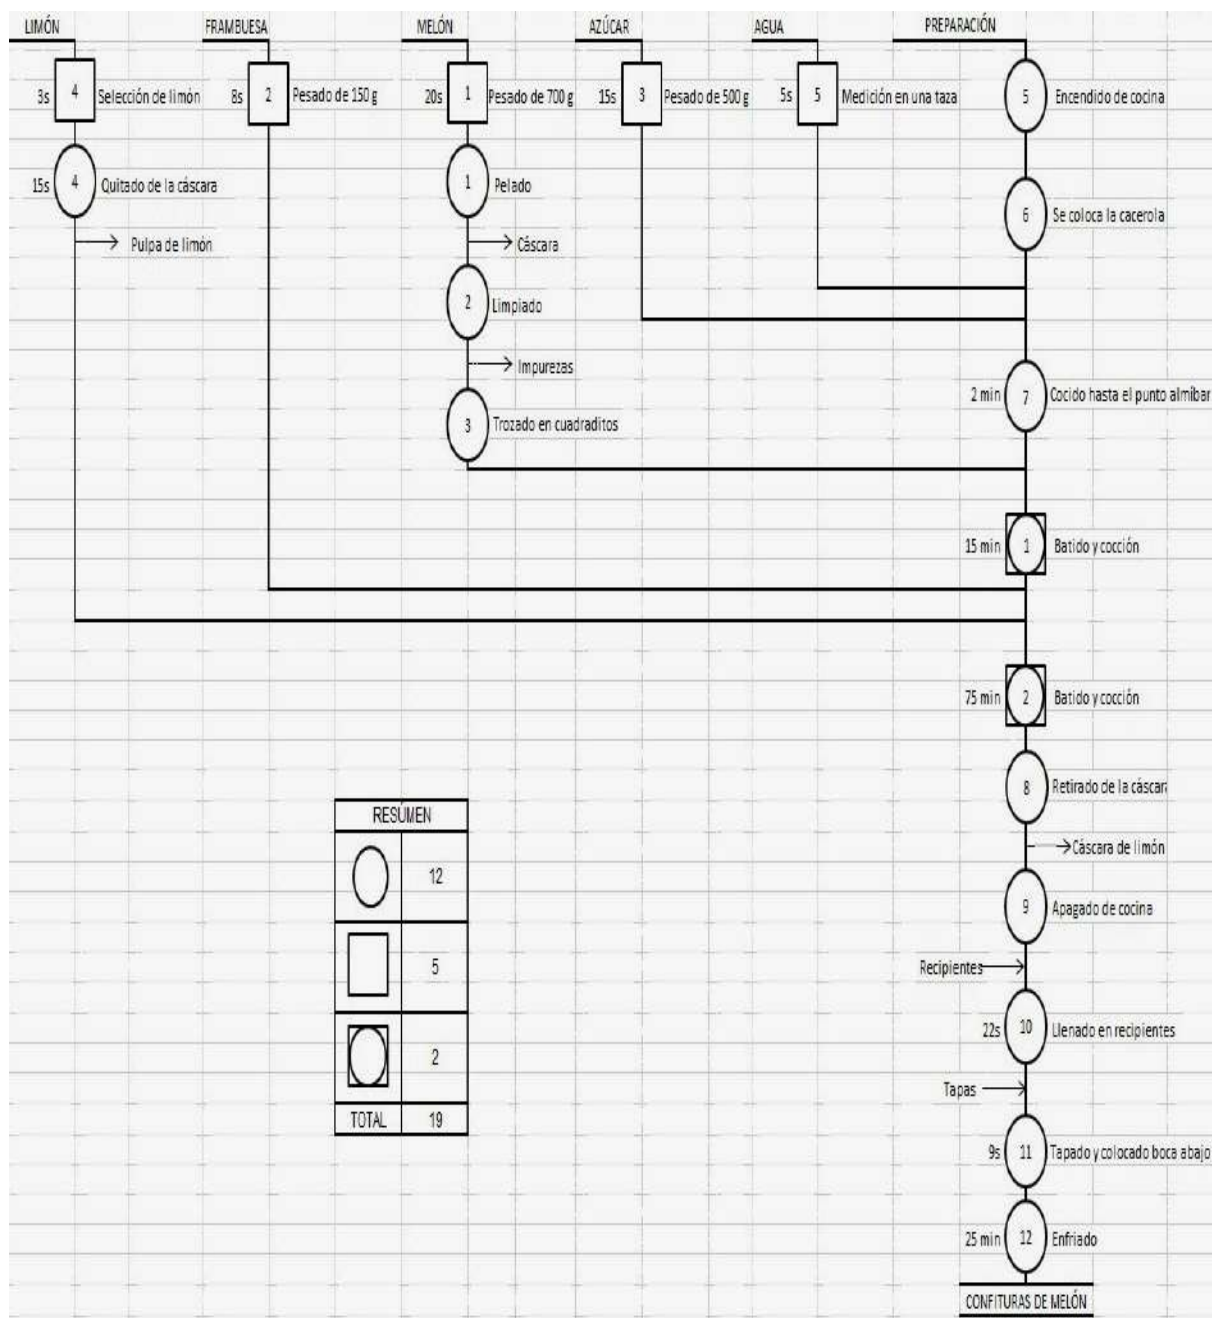 LIMÓN
FRAMBUESA
MELÓN
AZÚCAR
AGUA
PREPARACIÓN
3s 4 Selección de limón
8s 2 Pesado de 150 g
20s 1 Pesado de 700 g
15s 3 Pesado de 500 g
5s 5 Medición en una taza
5 Encendido de cocina
15s 4 Quitado de la cáscara
1 Pelado
6 Se coloca la cacerola
Pulpa de limón
Cáscara
2 Limpiado
Impurezas
2 min 7 Cocido hasta el punto almíbar
3 Trozado en cuadraditos
15 min 1 Batido y cocción
75 min 2 Batido y cocción
8 Retirado de la cáscara
RESÚMEN
Cáscara de limón
12
9 Apagado de cocina
5
Recipientes
22s 10 Llenado en recipientes
2
Tapas
TOTAL 19
9s 11 Tapado y colocado boca abajo
25 min 12 Enfriado
CONFITURAS DE MELÓN